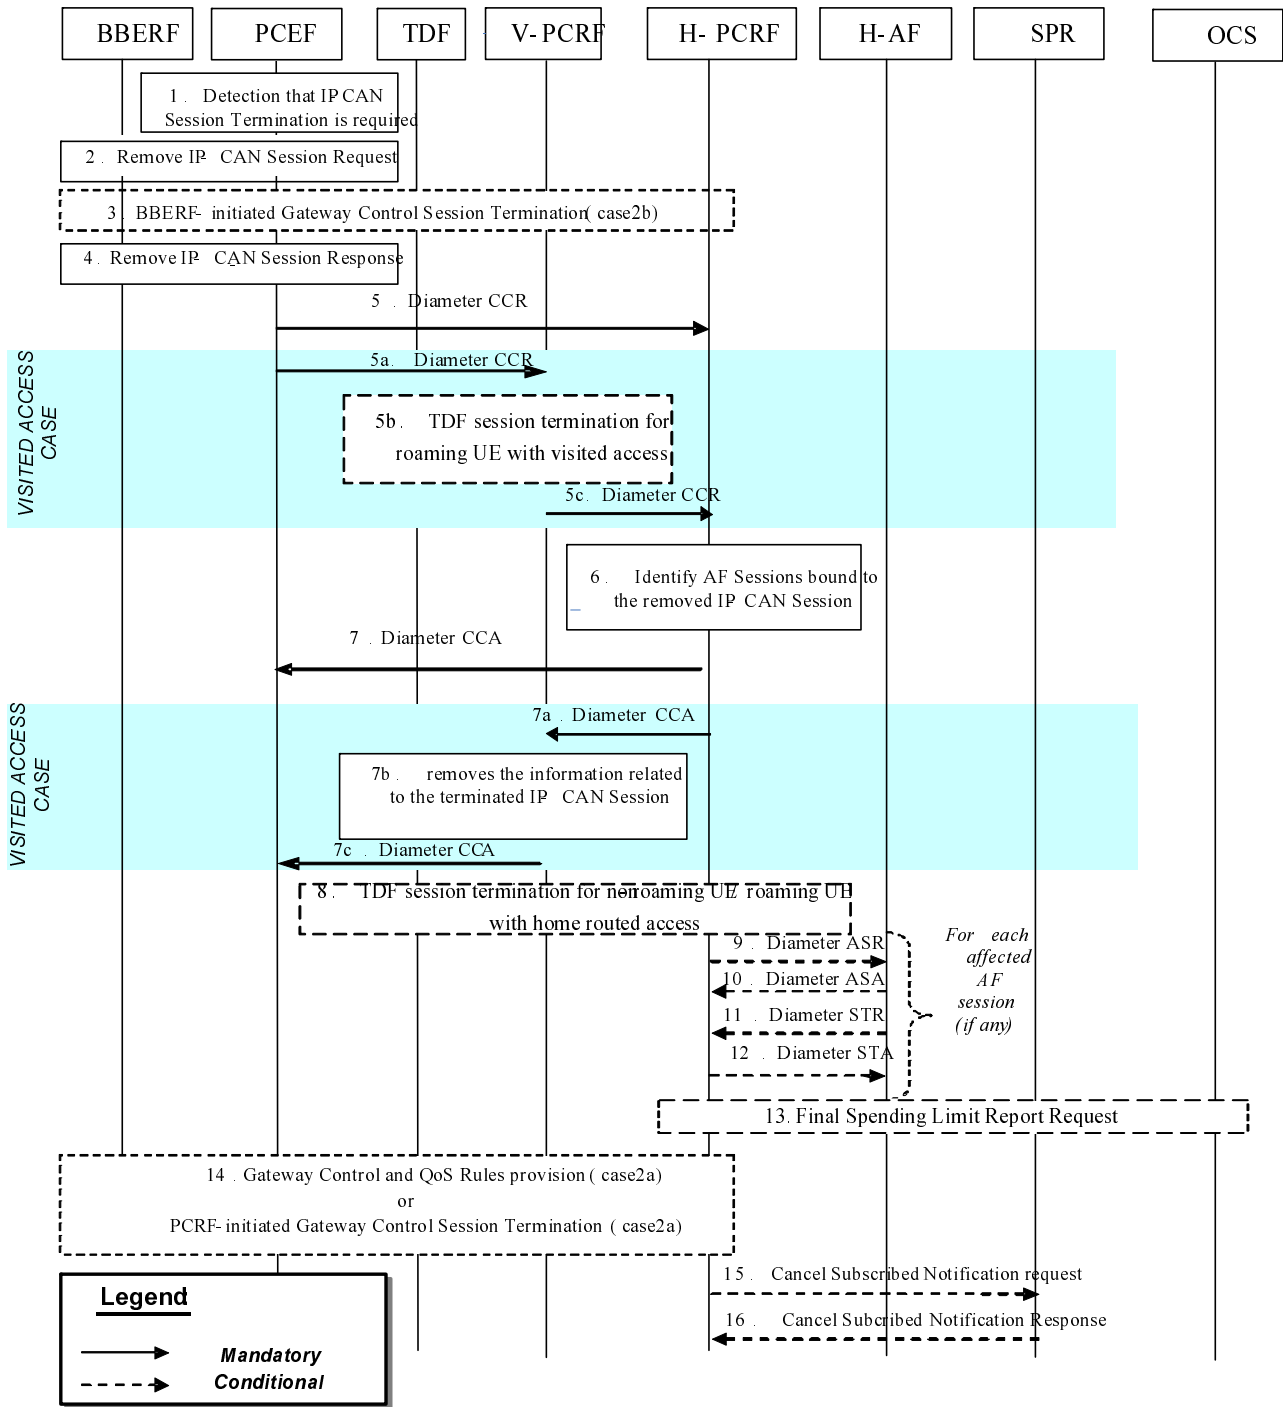 BBERF PCEF TDF V-PCRF H-PCRF H-AF SPR OCS
1. Detection that IP-CAN
Session Termination is required
2. Remove IP-CAN Session Request
3. BBERF-initiated Gateway Control Session Termination(case2b)
4. Remove IP-CAN Session Response
5. Diameter CCR
VISITED ACCESS
CASE
5a. Diameter CCR
5b. TDF session termination for
roaming UE with visited access
5c. Diameter CCR
6. Identify AF Sessions bound to
the removed IP-CAN Session
7. Diameter CCA
VISITED ACCESS
CASE
7a. Diameter CCA
7b. removes the information related
to the terminated IP-CAN Session
7c. Diameter CCA
8. TDF session termination for non-roaming UE roaming UE
with home routed access
9. Diameter ASR
10. Diameter ASA
11. Diameter STR
12. Diameter STA
For each
affected
AF
session
(if any)
13. Final Spending Limit Report Request
14. Gateway Control and QoS Rules provision (case2a)
or
PCRF-initiated Gateway Control Session Termination (case2a)
15. Cancel Subscribed Notification request
16. Cancel Subcribed Notification Response
Legend:
Mandatory
Conditional